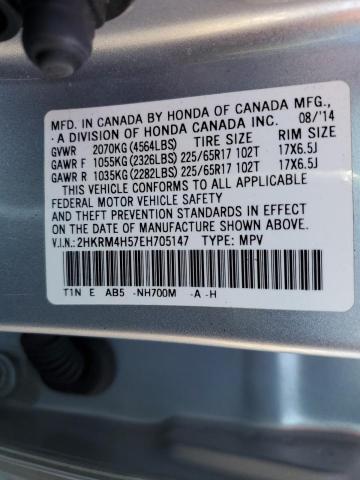 MFD. IN CANADA BY HONDA OF CANADA MFG.,
- A DIVISION OF HONDA CANADA INC. 08/'14
GVWR 2070KG (4564LBS) TIRE SIZE RIM SIZE
GAWR F 1055KG (2326LBS) 225/65R17 102T 17X6.5J
GAWR R 1035KG (2282LBS) 225/65R17 102T 17X6.5J
THIS VEHICLE CONFORMS TO ALL APPLICABLE
FEDERAL MOTOR VEHICLE SAFETY
AND THEFT PREVENTION STANDARDS IN EFFECT
ON THE DATE OF MANUFACTURE SHOWN ABOVE.
V.I.N.: 2HKRM4H57EH705147 TYPE: MPV
T1N E AB5 -NH700M -A -H